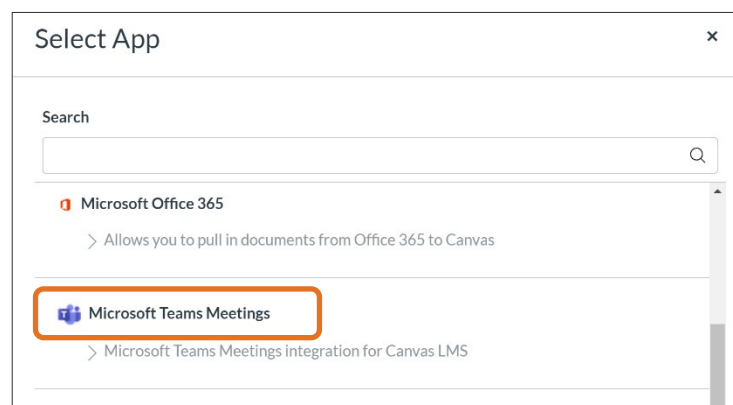 Select App
Search
Microsoft Office 365
Allows you to pull in documents from Office 365 to Canvas
Microsoft Teams Meetings
Microsoft Teams Meetings integration for Canvas LMS